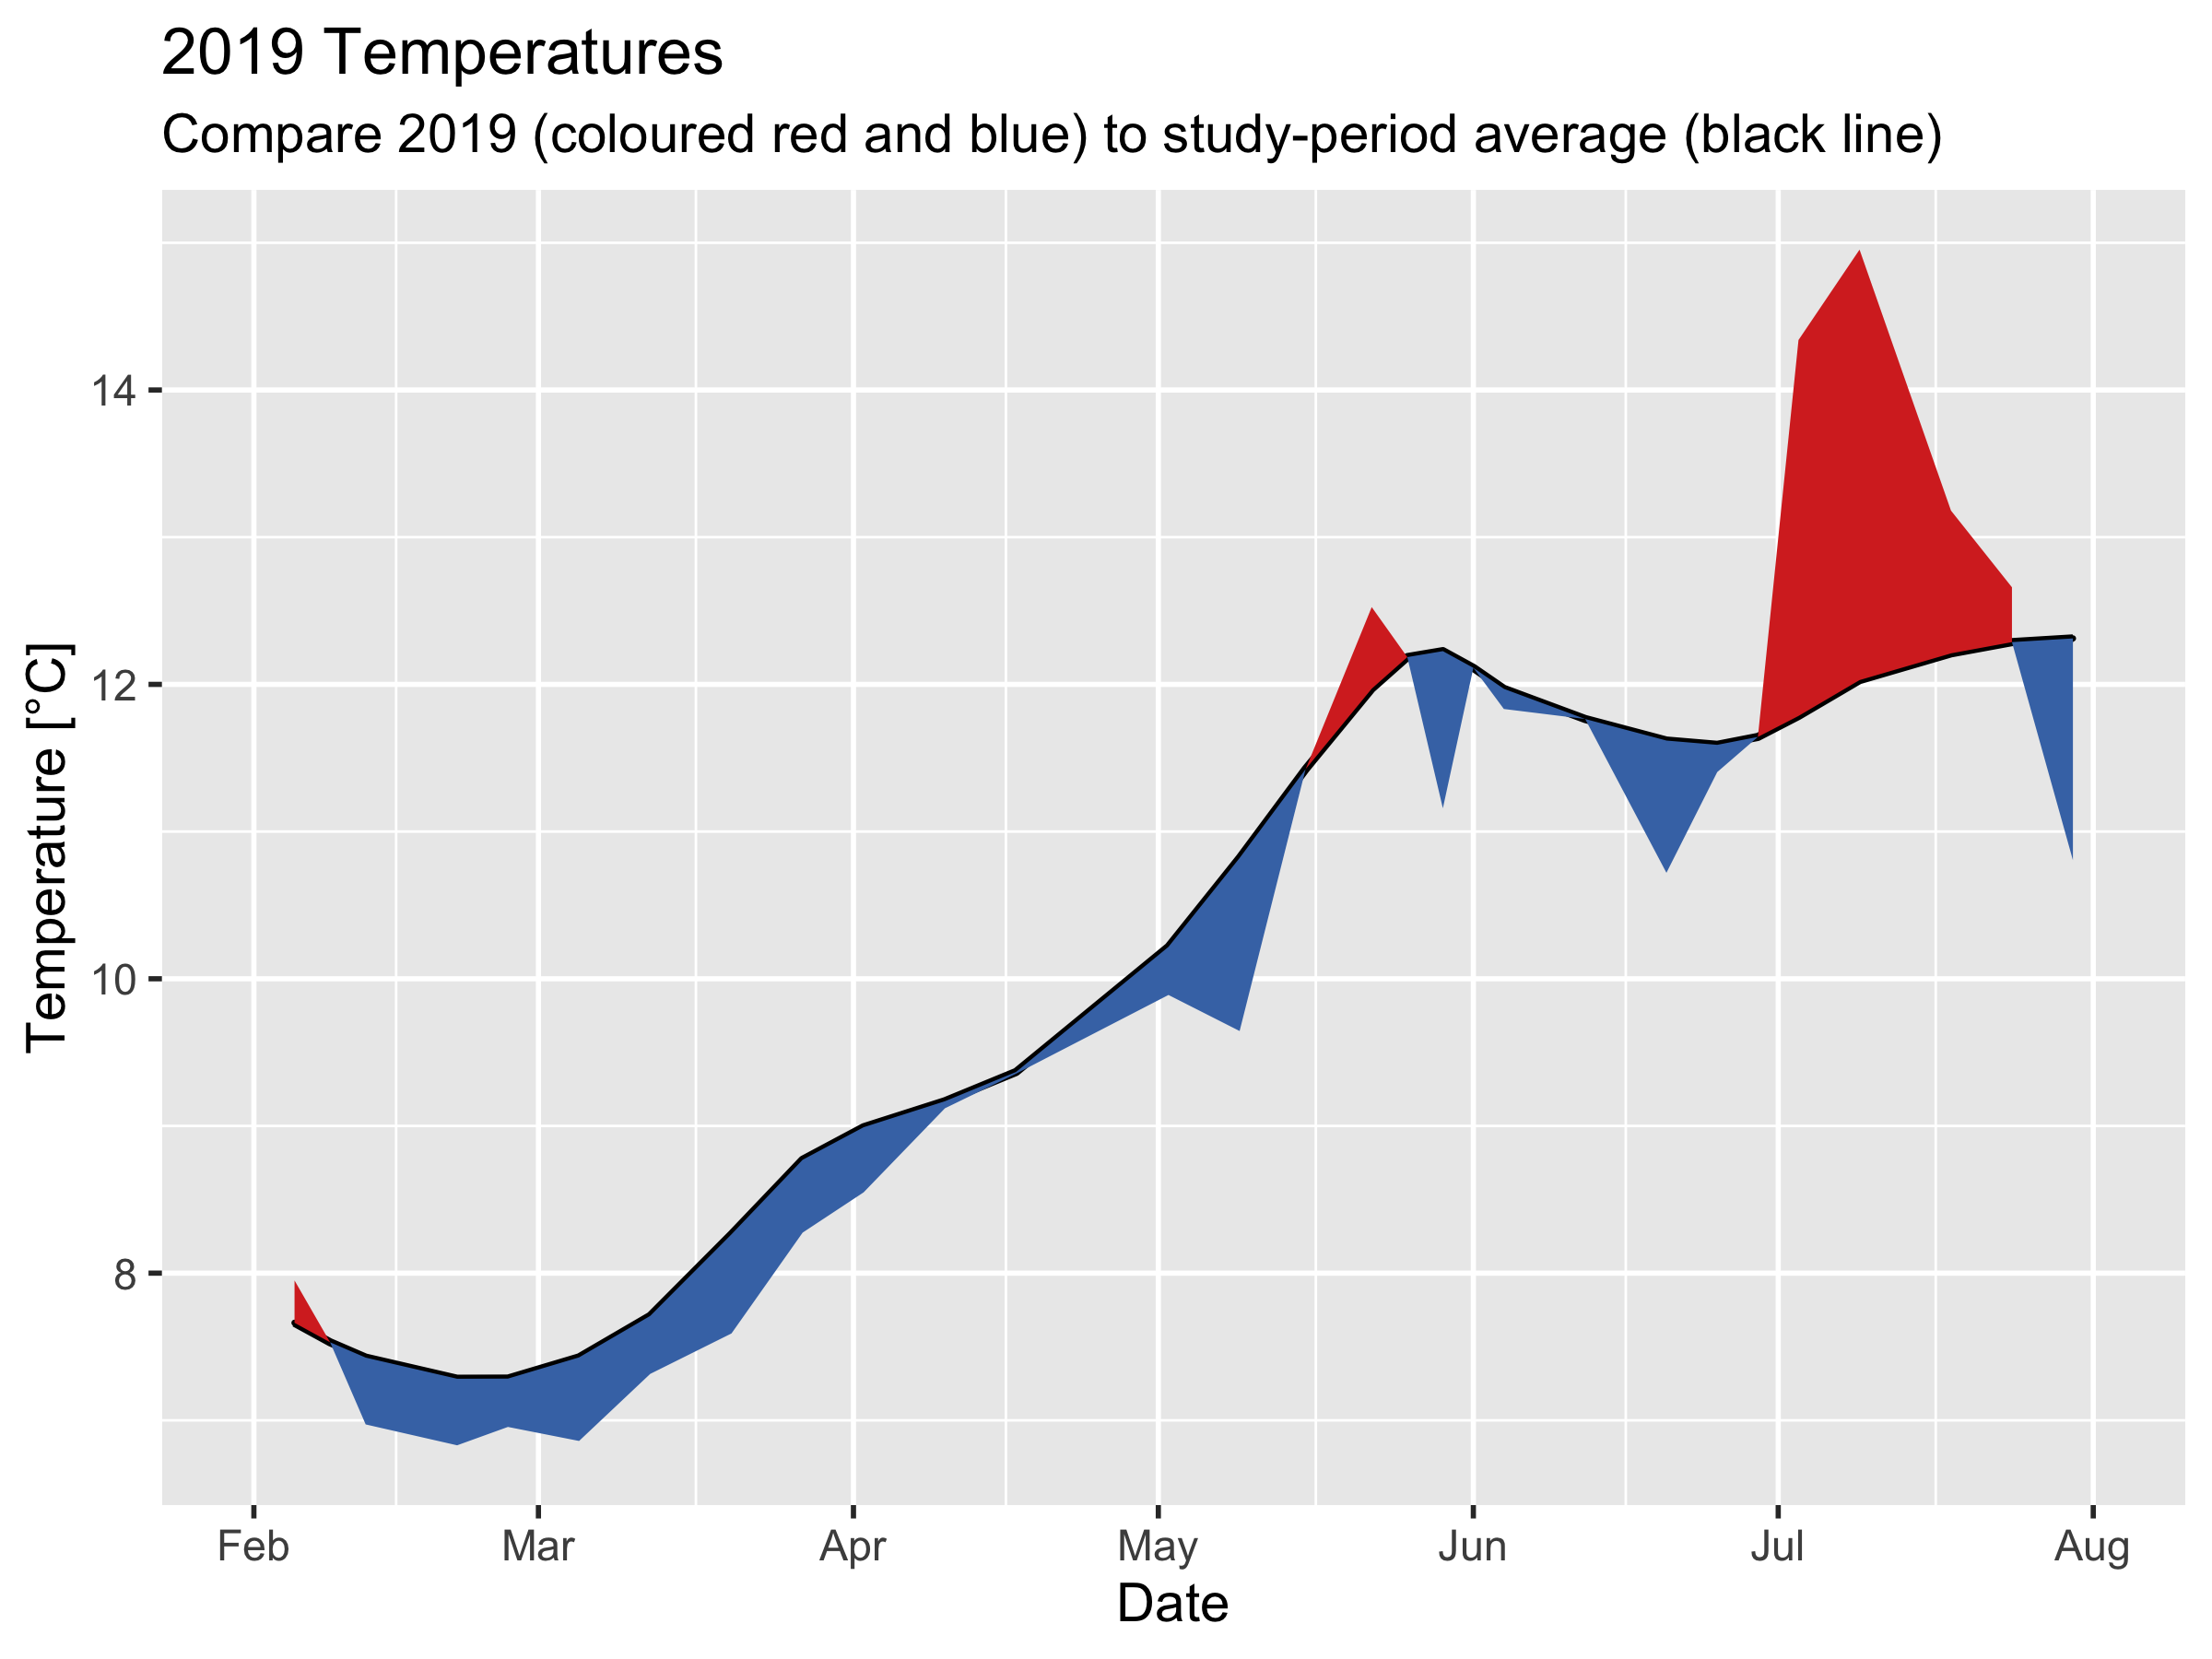 2019 Temperatures
Compare 2019 (coloured red and blue) to study-period average (black line)
Temperature [°C]
14
12
10
8
Feb Mar Apr May Jun Jul Aug
Date